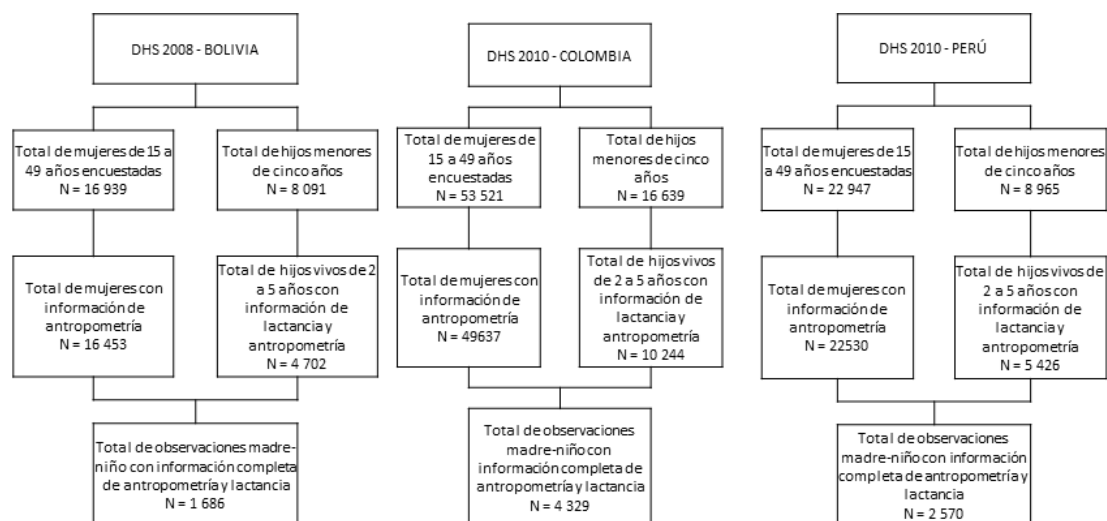 DHS 2008 - BOLIVIA
Total de mujeres de 15 a
49 años encuestadas
N = 16 939
Total de hijos menores
de cinco años
N = 8 091
Total de mujeres con
información de
antropometría
N = 16 453
Total de hijos vivos de 2
a 5 años con
información de
lactancia y
antropometría
N = 4 702
Total de observaciones madre-
niño con información completa
de antropometría y lactancia
N = 1 686
DHS 2010 - COLOMBIA
Total de mujeres de
15 a 49 años
encuestadas
N = 53 521
Total de hijos
menores de cinco
años
N = 16 639
Total de mujeres con
información de
antropometría
N = 49637
Total de hijos vivos
de 2 a 5 años con
información de
lactancia y
antropometría
N = 10 244
Total de observaciones
madre-niño con
información completa de
antropometría y lactancia
N = 4 329
DHS 2010 - PERÚ
Total de mujeres de 15
a 49 años encuestadas
N = 22 947
Total de hijos menores
de cinco años
N = 8 965
Total de mujeres con
información de
antropometría
N = 22530
Total de hijos vivos de
2 a 5 años con
información de
lactancia y
antropometría
N = 5 426
Total de observaciones
madre-niño con información
completa de antropometría y
lactancia
N = 2 570